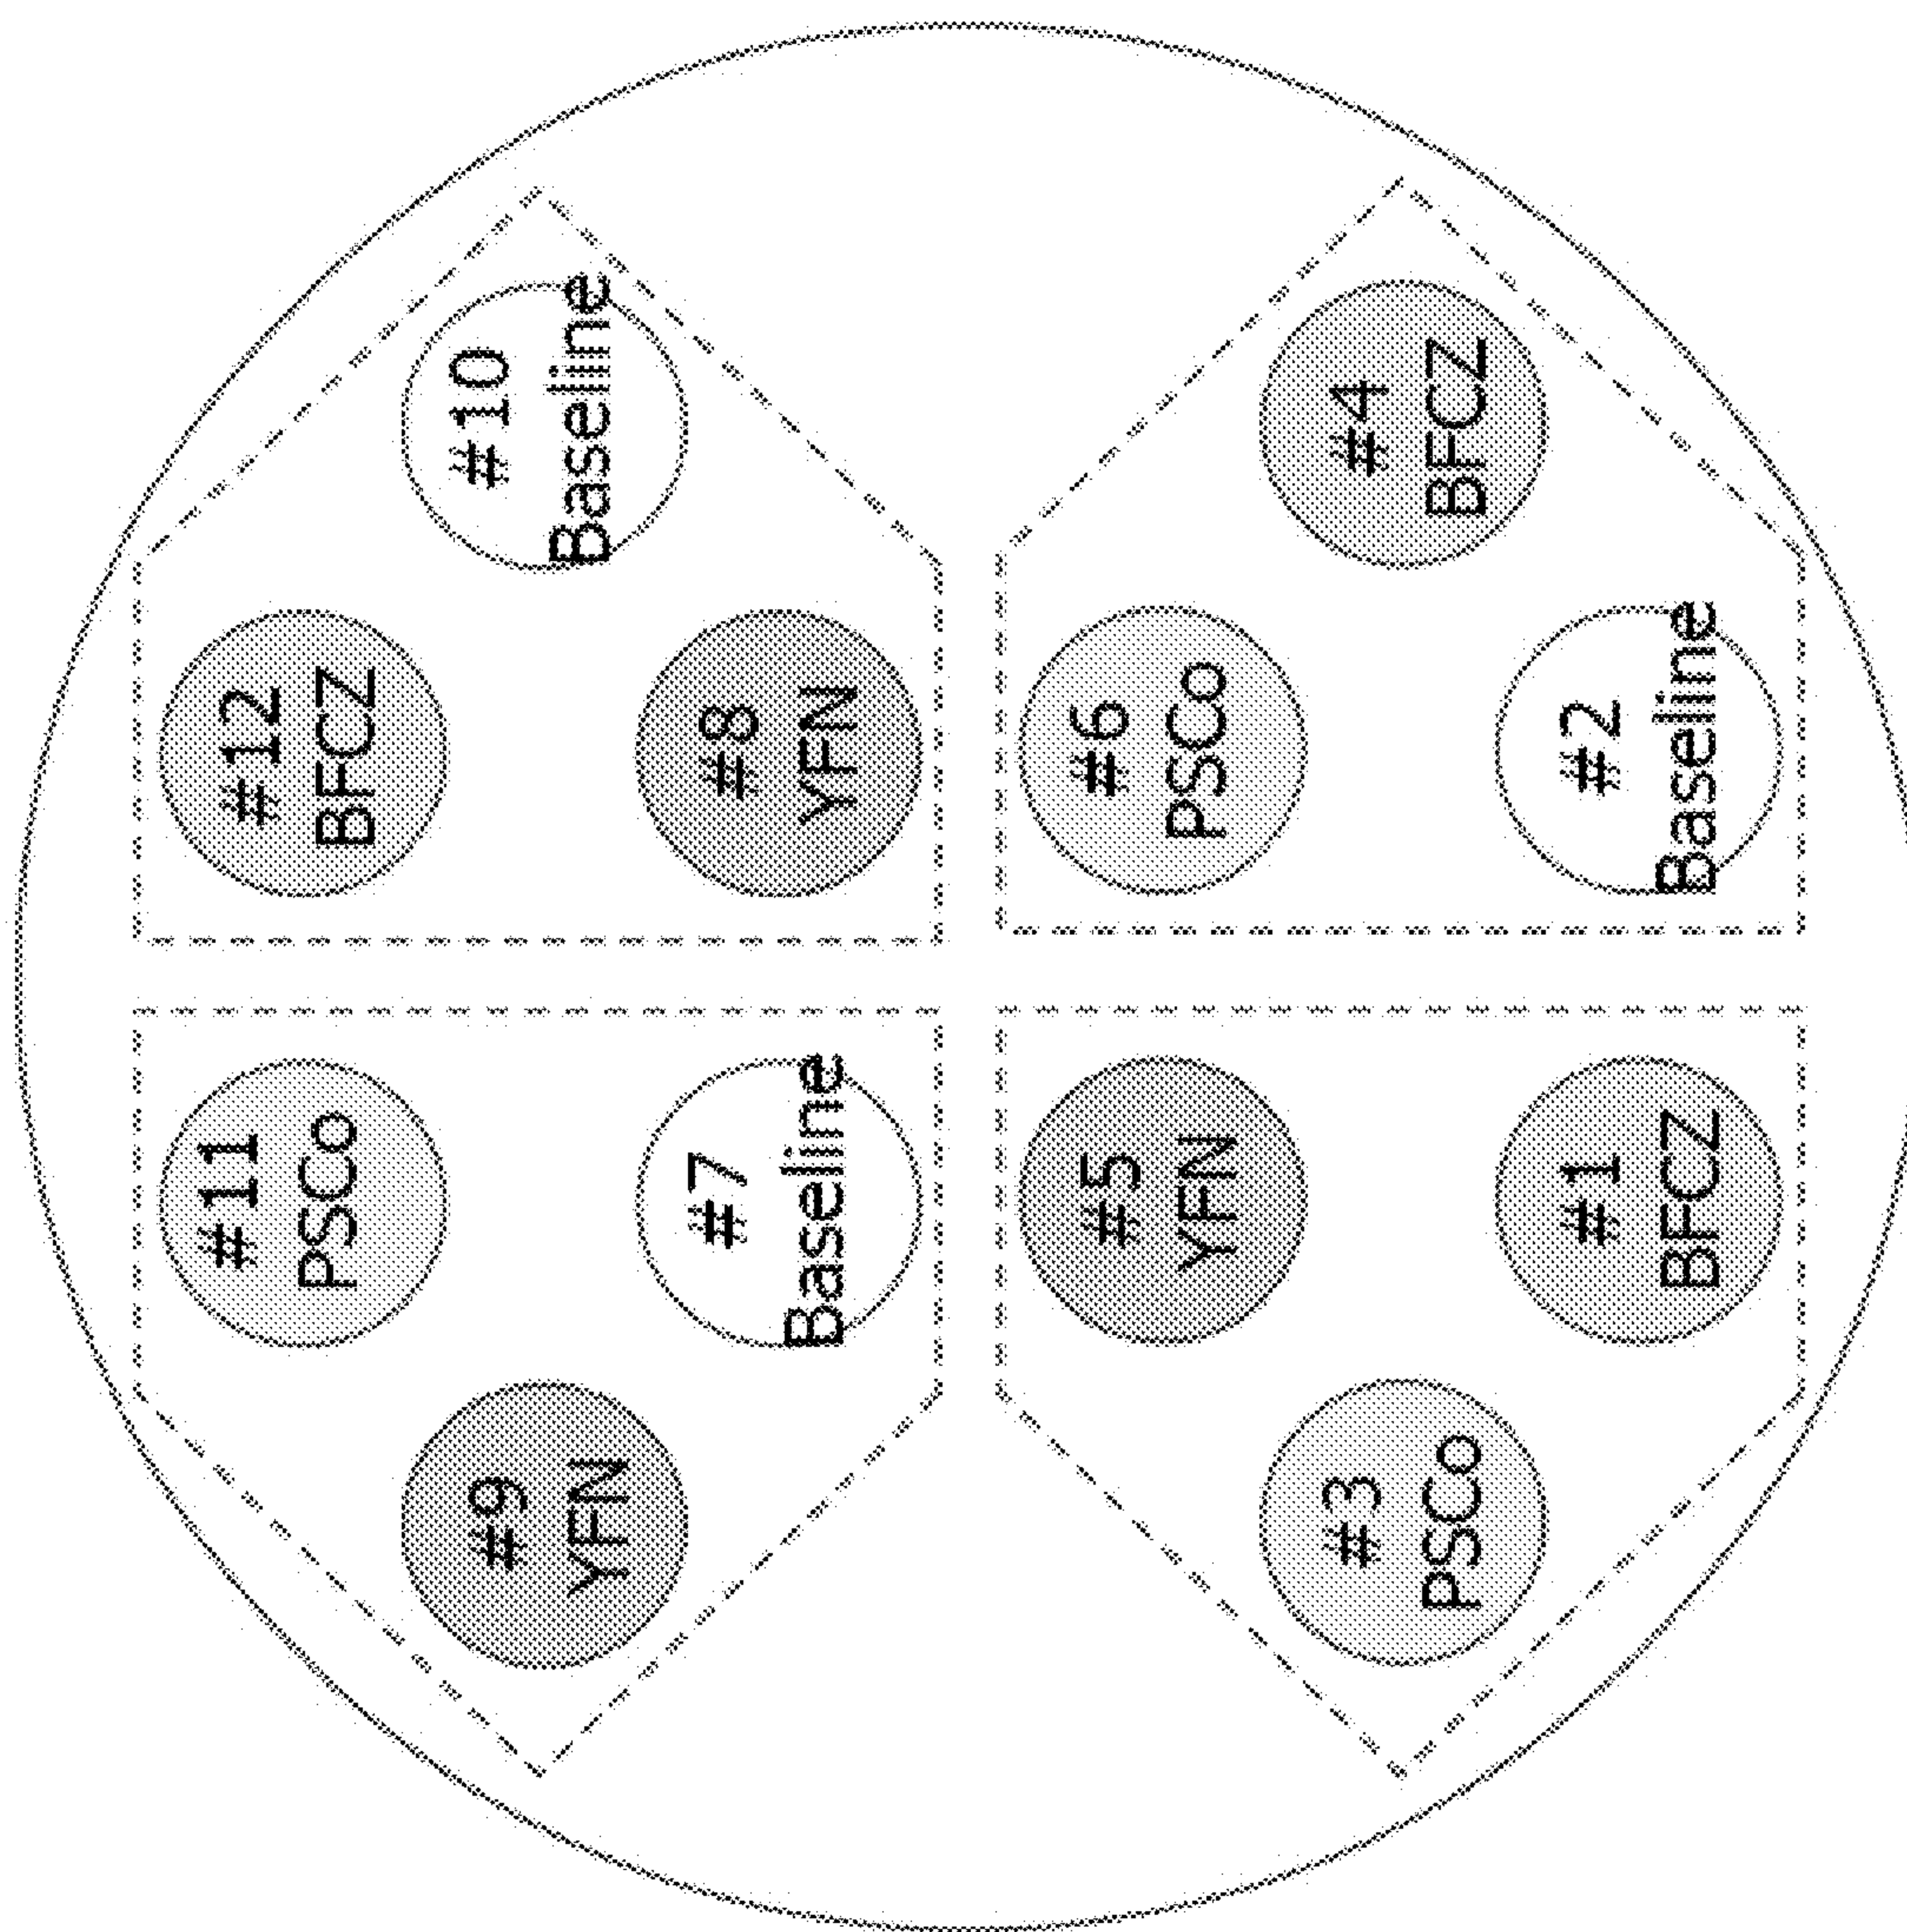 #11
PSCo
#12
BFCZ
#9
YFN
#10
Baseline
#7
Baseline
#8
YFN
#5
YFN
#6
PSCo
#3
PSCo
#4
BFCZ
#1
BFCZ
#2
Baseline